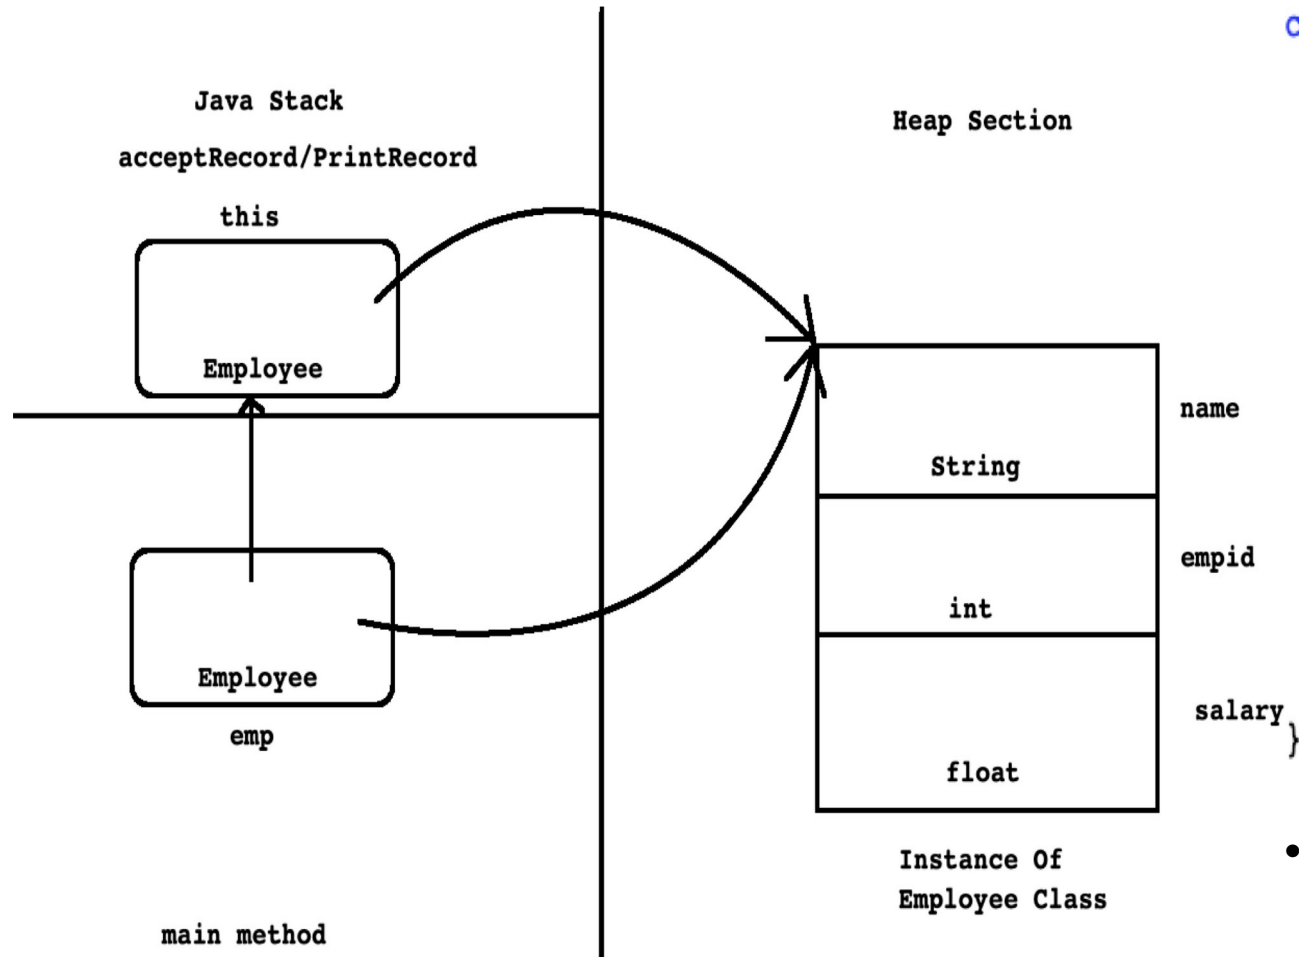 Java Stack
acceptRecord/PrintRecord
this
Employee
Employee
emp
main method
Heap Section
String
name
int
empid
float
salary
}
Instance Of
Employee Class
•